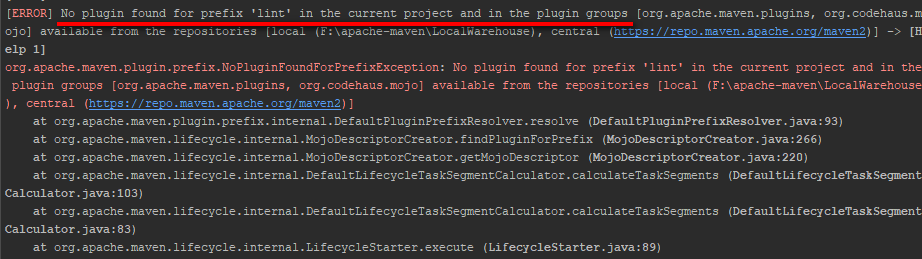 [ERROR] No plugin found for prefix 'lint' in the current project and in the plugin groups [org.apache.maven.plugins, org.codehaus.m
ojo] available from the repositories [local (F:\apache-maven\LocalWarehouse), central (https://repo.maven.apache.org/maven2)] -> [H
elp 1]
org.apache.maven.plugin.prefix.NoPluginFoundForPrefixException: No plugin found for prefix 'lint' in the current project and in the
plugin groups [org.apache.maven.plugins, org.codehaus.mojo] available from the repositories [local (F:\apache-maven\LocalWarehouse
), central (https://repo.maven.apache.org/maven2)]
at org.apache.maven.plugin.prefix.internal.DefaultPluginPrefixResolver.resolve (DefaultPluginPrefixResolver.java:93)
at org.apache.maven.lifecycle.internal.MojoDescriptorCreator.findPluginForPrefix (MojoDescriptorCreator.java:266)
at org.apache.maven.lifecycle.internal.MojoDescriptorCreator.getMojoDescriptor (MojoDescriptorCreator.java:220)
at org.apache.maven.lifecycle.internal.DefaultLifecycleTaskSegmentCalculator.calculateTaskSegments (DefaultLifecycleTaskSegment
Calculator.java:103)
at org.apache.maven.lifecycle.internal.DefaultLifecycleTaskSegmentCalculator.calculateTaskSegments (DefaultLifecycleTaskSegment
Calculator.java:83)
at org.apache.maven.lifecycle.internal.LifecycleStarter.execute (LifecycleStarter.java:89)